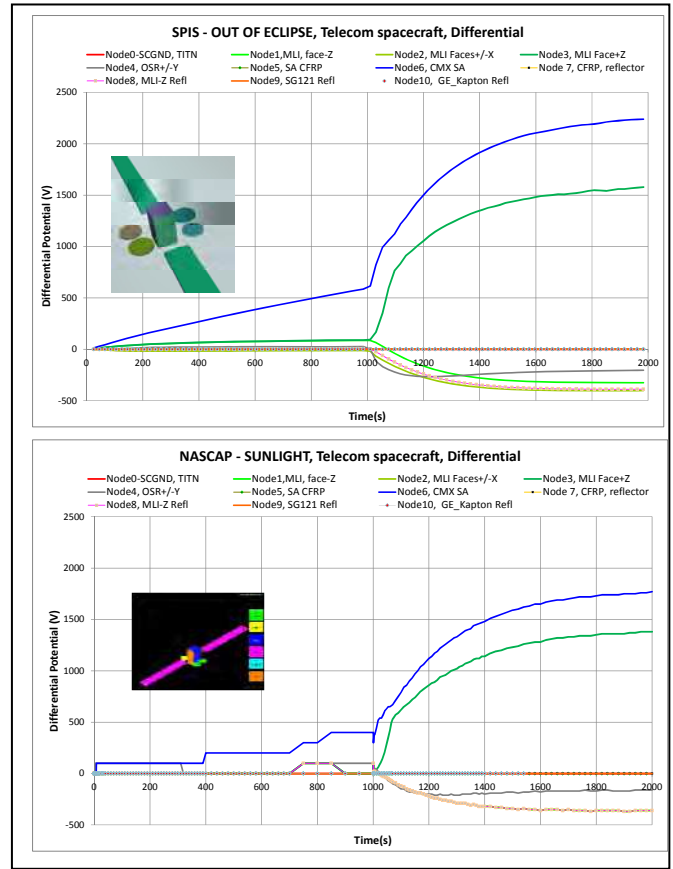 SPIS - OUT OF ECLIPSE, Telecom spacecraft, Differential
Node0-SCGND, TITN Node1,MLI, face-Z Node2, MLI Faces+/-X Node3, MLI Face+Z
Node4, OSR+/-Y Node5, SA CFRP Node6, CMX SA Node 7, CFRP, reflector
Node8, MLI-Z Refl Node9, SG121 Refl Node10, GE_Kapton Refl
2500
2000
1500
1000
500
0
-500
Differential Potential (V)
0 200 400 600 800 1000 1200 1400 1600 1800 2000
Time(s)
NASCAP - SUNLIGHT, Telecom spacecraft, Differential
Node0-SCGND, TITN Node1,MLI, face-Z Node2, MLI Faces+/-X Node3, MLI Face+Z
Node4, OSR+/-Y Node5, SA CFRP Node6, CMX SA Node 7, CFRP, reflector
Node8, MLI-Z Refl Node9, SG121 Refl Node10, GE_Kapton Refl
2500
2000
1500
1000
500
0
-500
Differential Potential (V)
0 200 400 600 800 1000 1200 1400 1600 1800 2000
Time(s)